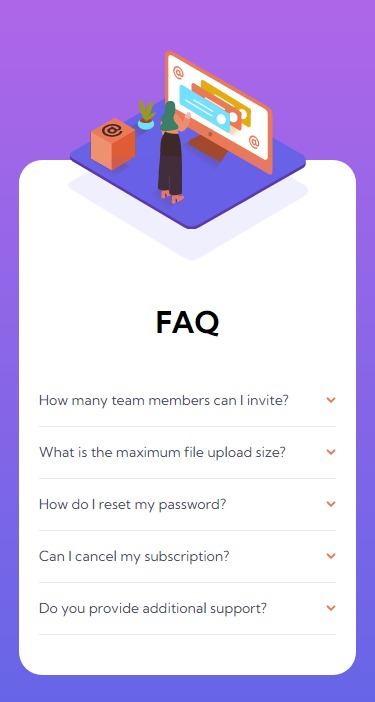 FAQ
How many team members can I invite?
What is the maximum file upload size?
How do I reset my password?
Can I cancel my subscription?
Do you provide additional support?